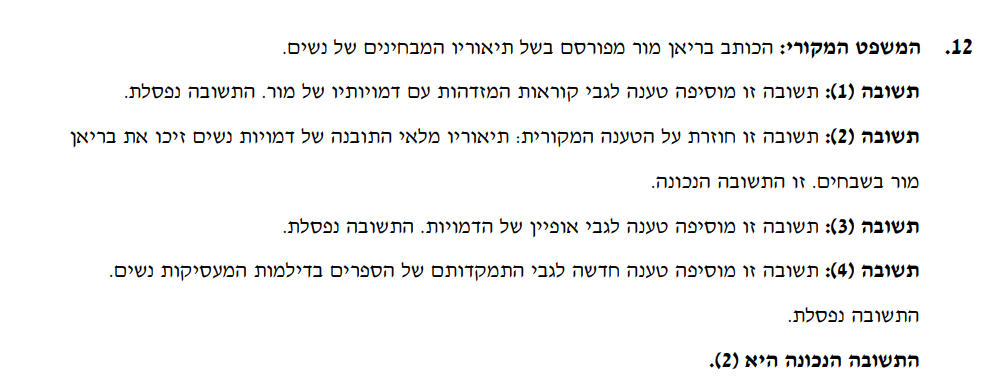 12. המשפט המקורי: הכותב בריאן מור מפורסם בשל תיאוריו המבחינים של נשים.
תשובה (1): תשובה זו מוסיפה טענה לגבי קוראות המזדהות עם דמויותיו של מור. התשובה נפסלת.
תשובה (2): תשובה זו חוזרת על הטענה המקורית: תיאוריו מלאי התובנה של דמויות נשים זיכו את בריאן
מור בשבחים. זו התשובה הנכונה.
תשובה (3): תשובה זו מוסיפה טענה לגבי אופיין של הדמויות. התשובה נפסלת.
תשובה (4): תשובה זו מוסיפה טענה חדשה לגבי התמקדותם של הספרים בדילמות המעסיקות נשים.
התשובה נפסלת.
התשובה הנכונה היא (2).